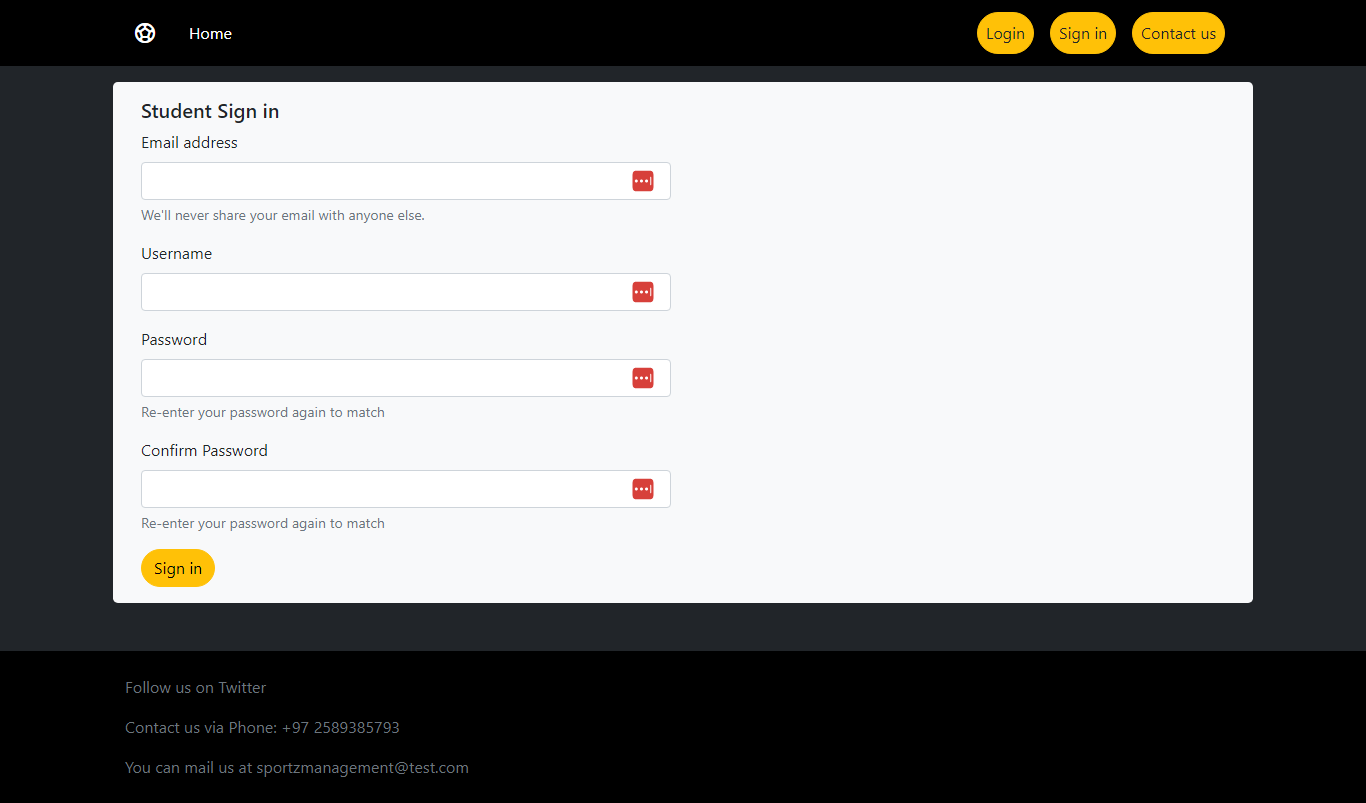 Home
Login
Sign in
Contact us
Student Sign in
Email address
We'll never share your email with anyone else.
Username
Password
Re-enter your password again to match
Confirm Password
Re-enter your password again to match
Sign in
Follow us on Twitter
Contact us via Phone: +97 2589385793
You can mail us at sportzmanagement@test.com